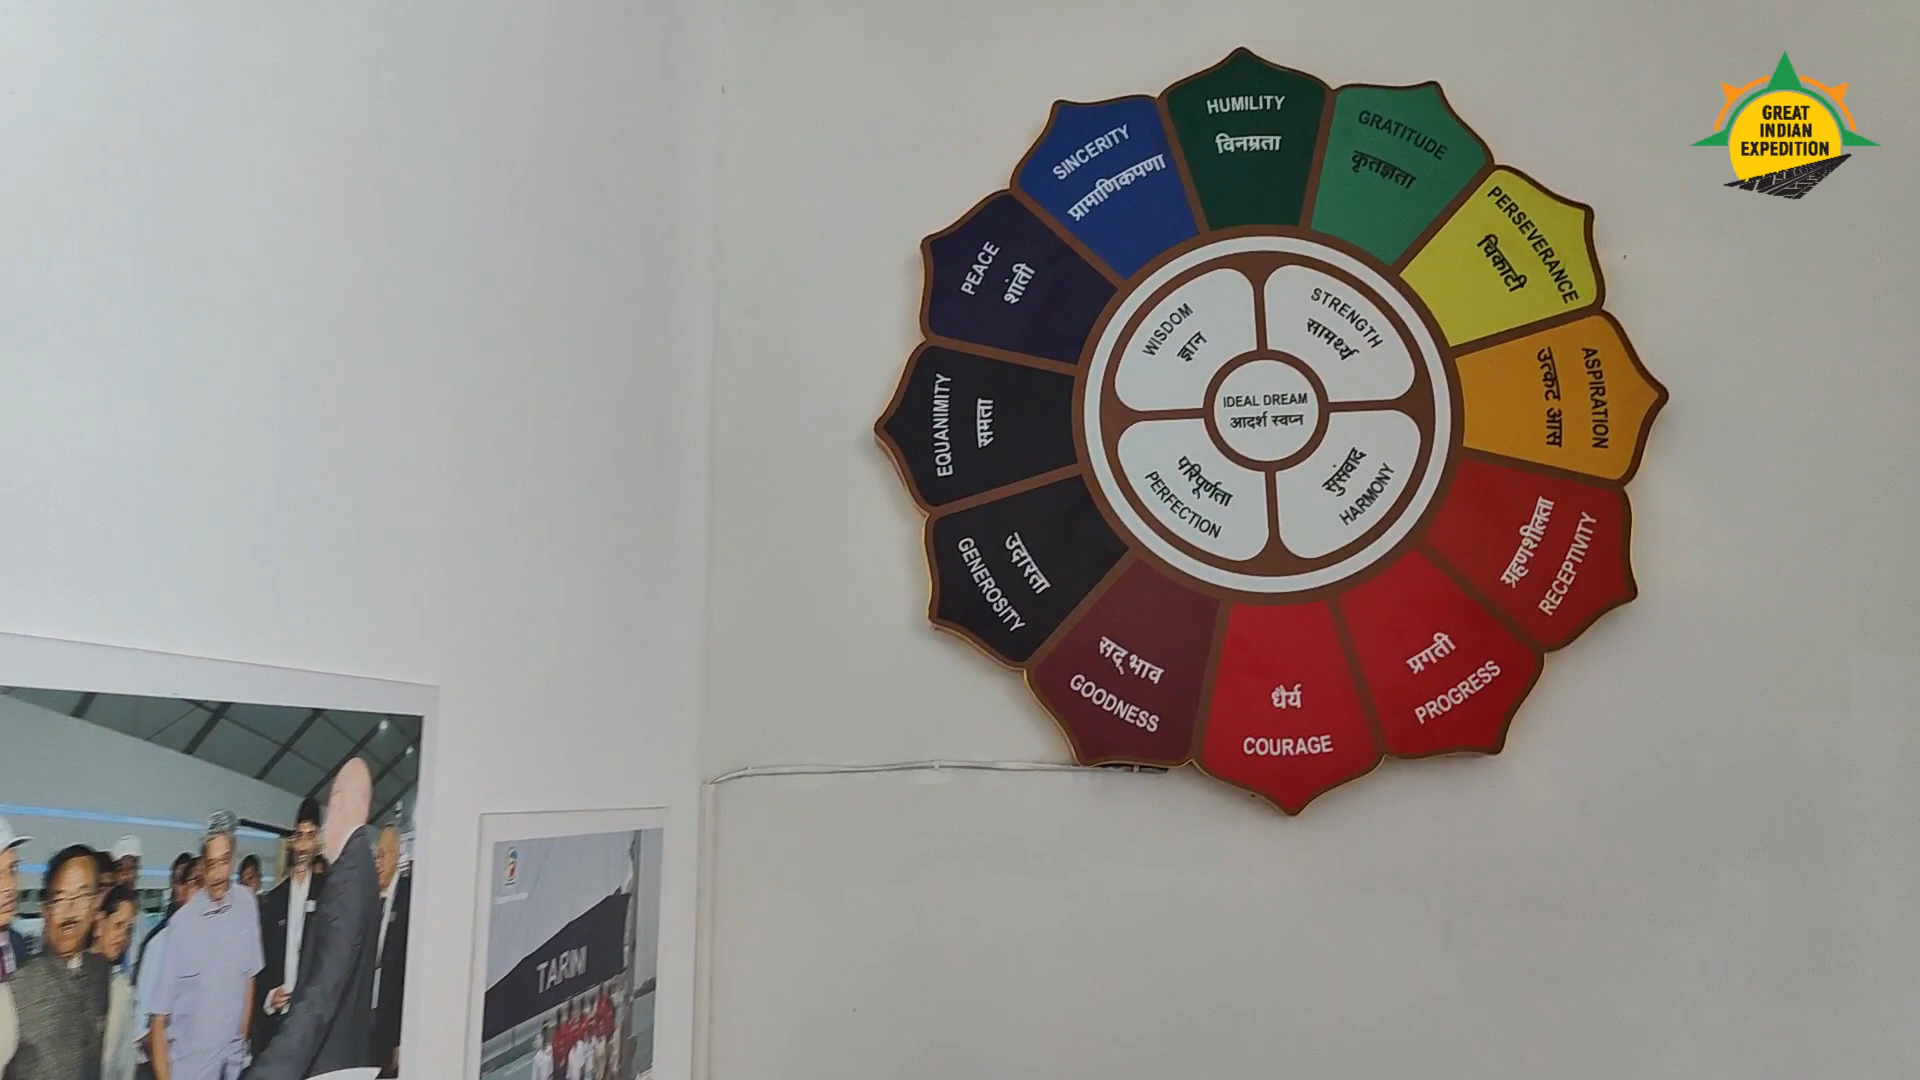 GREAT
INDIAN
EXPEDITION
HUMILITY
विनम्रता
GRATITUDE
कृतज्ञता
PERSEVERANCE
चिकाटी
ASPIRATION
उत्कट आस
ग्रहणशीलता
RECEPTIVITY
प्रगती
PROGRESS
धैर्य
COURAGE
सद् भाव
GOODNESS
उदारता
GENEROSITY
EQUANIMITY
समता
PEACE
शांती
SINCERITY
प्रामाणिकपणा
WISDOM
ज्ञान
STRENGTH
सामर्थ्य
IDEAL DREAM
आदर्श स्वप्न
परिपूर्णता
PERFECTION
सुसंवाद
HARMONY
TARINI